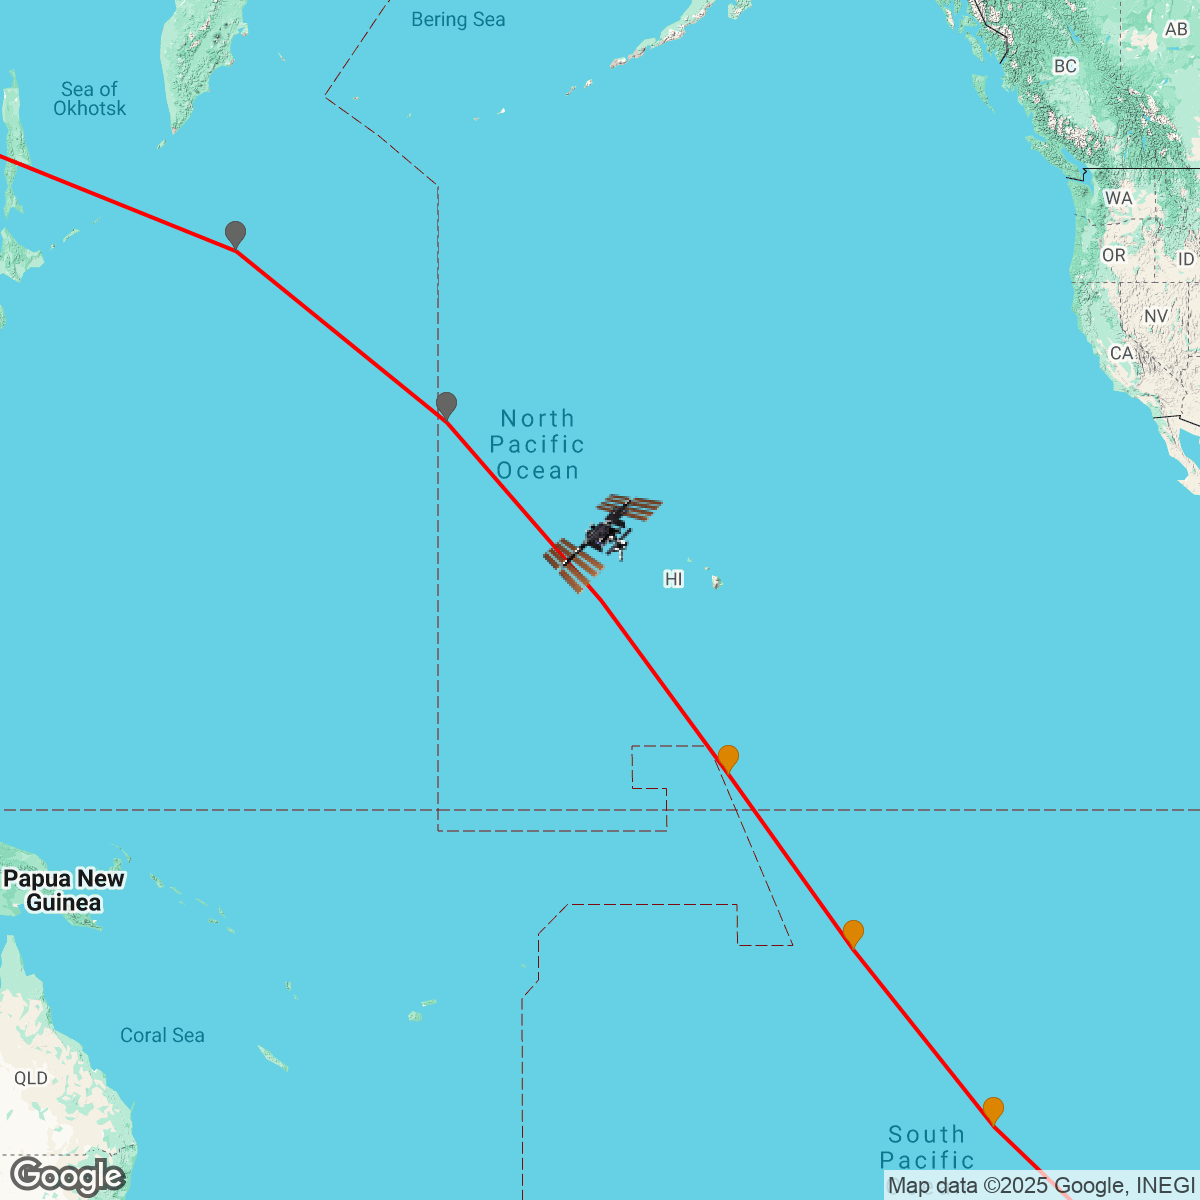 Bering Sea
AB
BC
Sea of
Okhotsk
WA
OR
ID
NV
CA
North
Pacific
Ocean
HI
Papua New
Guinea
Coral Sea
QLD
South
Pacific
Google
Map data ©2025 Google, INEGI